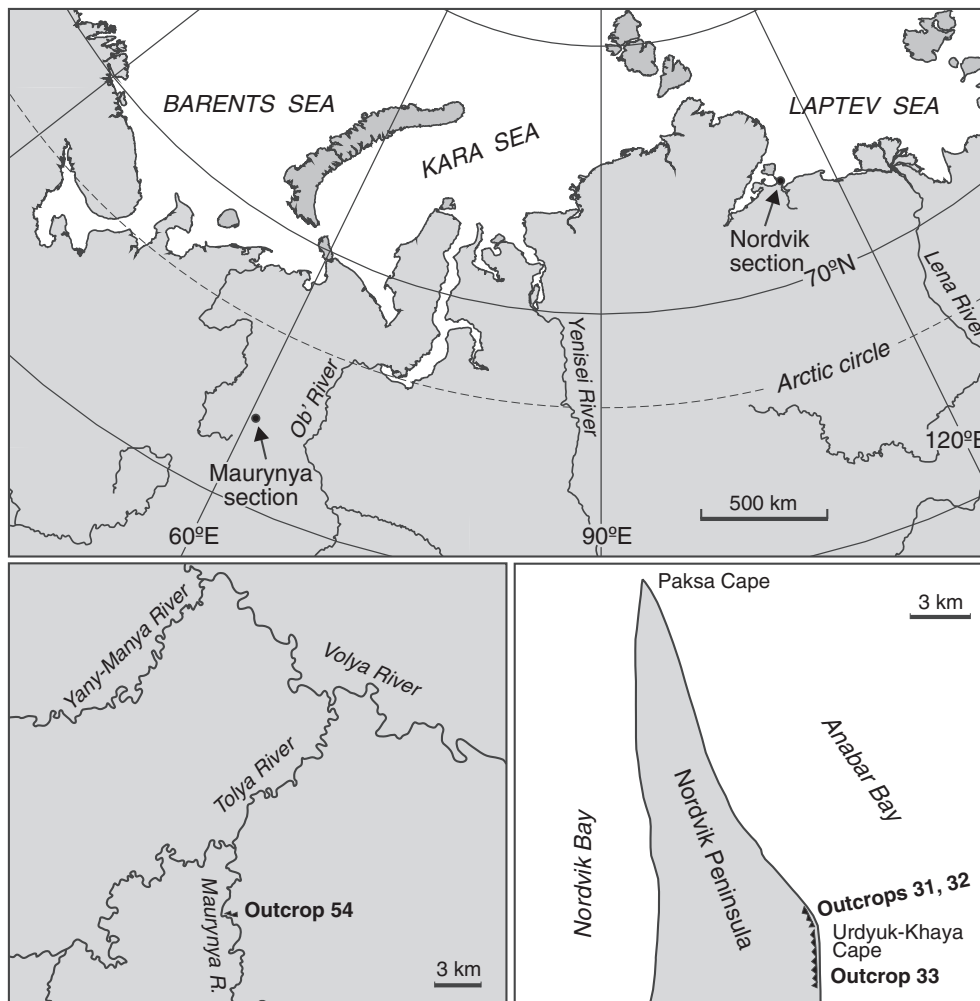 BARENTS SEA
KARA SEA
LAPTEV SEA
Nordvik
section
70ºN
Lena River
Arctic circle
Ob' River
Yenisei River
Maurynya
section
120ºE
500 km
60ºE
90ºE
Yany-Manya River
Volya River
Tolya River
Maurynya R.
Outcrop 54
3 km
Paksa Cape
3 km
Anabar Bay
Nordvik Peninsula
Nordvik Bay
Outcrops 31, 32
Urdyuk-Khaya
Cape
Outcrop 33